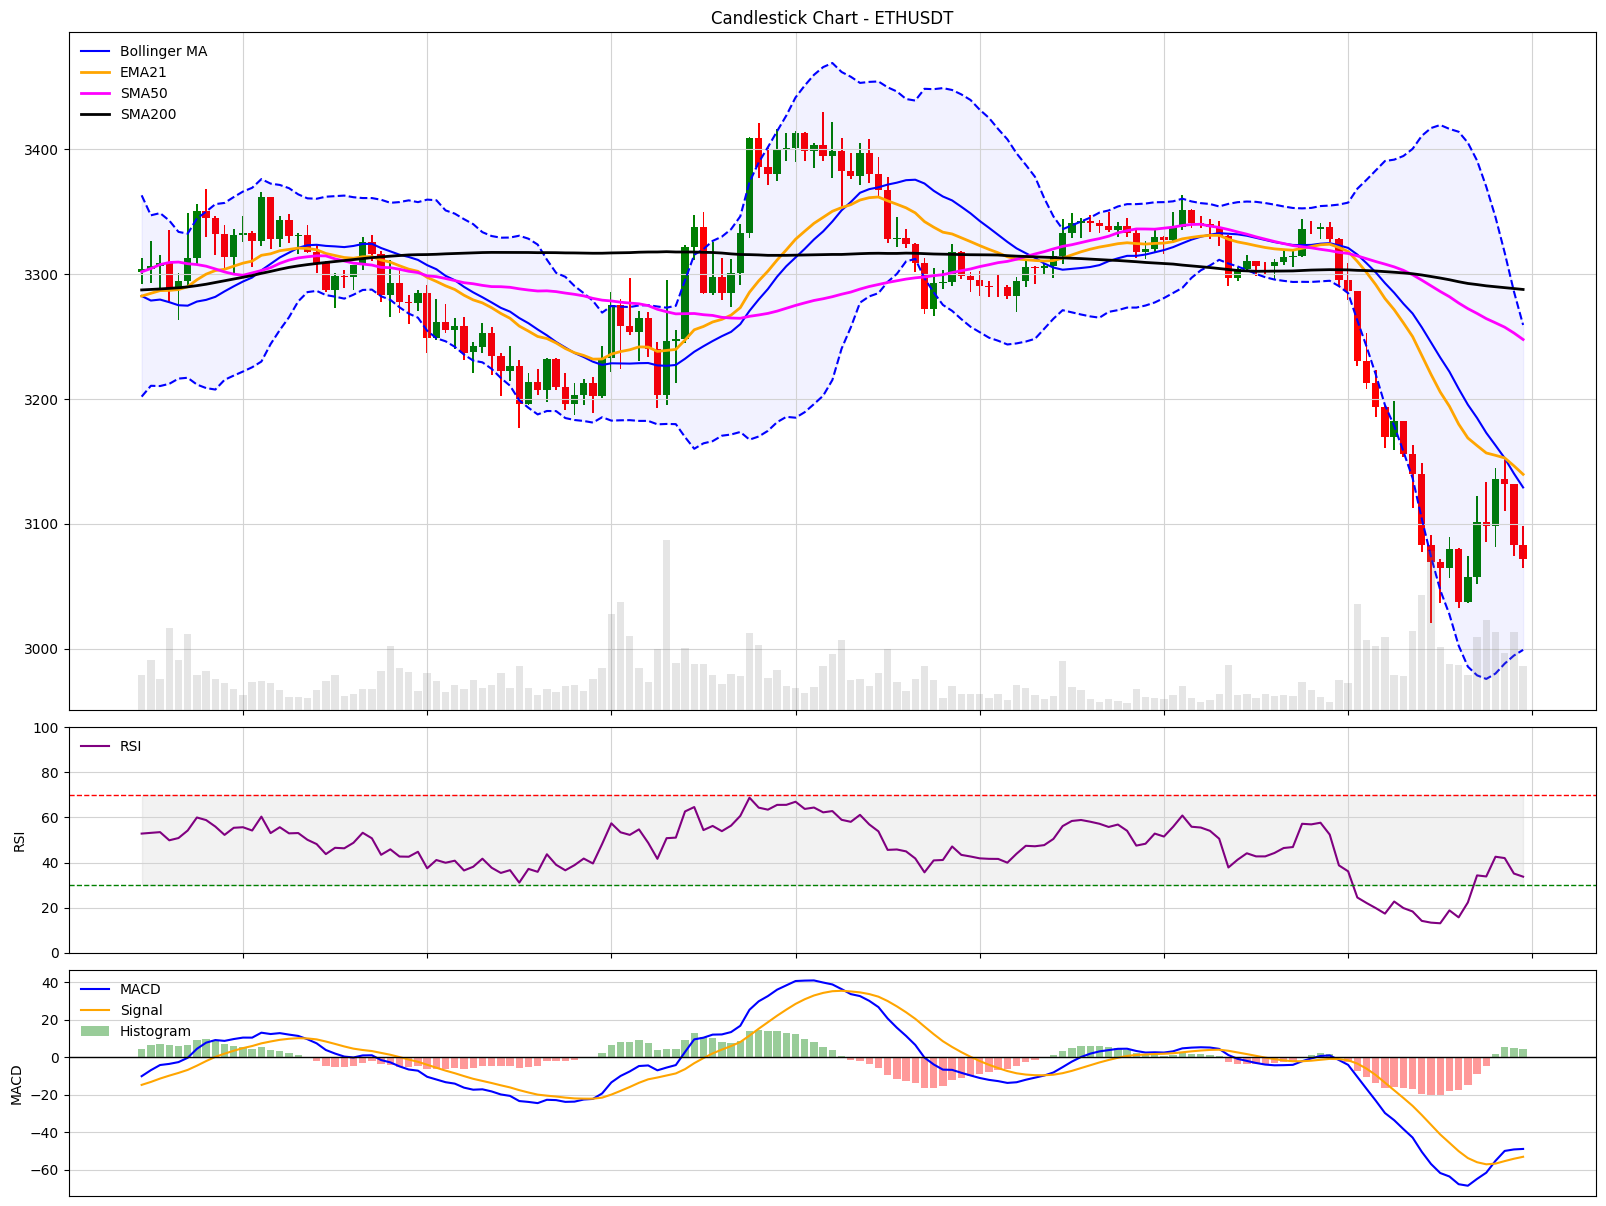 Candlestick Chart - ETHUSDT
Bollinger MA
EMA21
SMA50
SMA200
3400
3300
3200
3100
3000
100
80
60
40
20
0
RSI
RSI
40
20
0
−20
−40
−60
MACD
MACD
Signal
Histogram